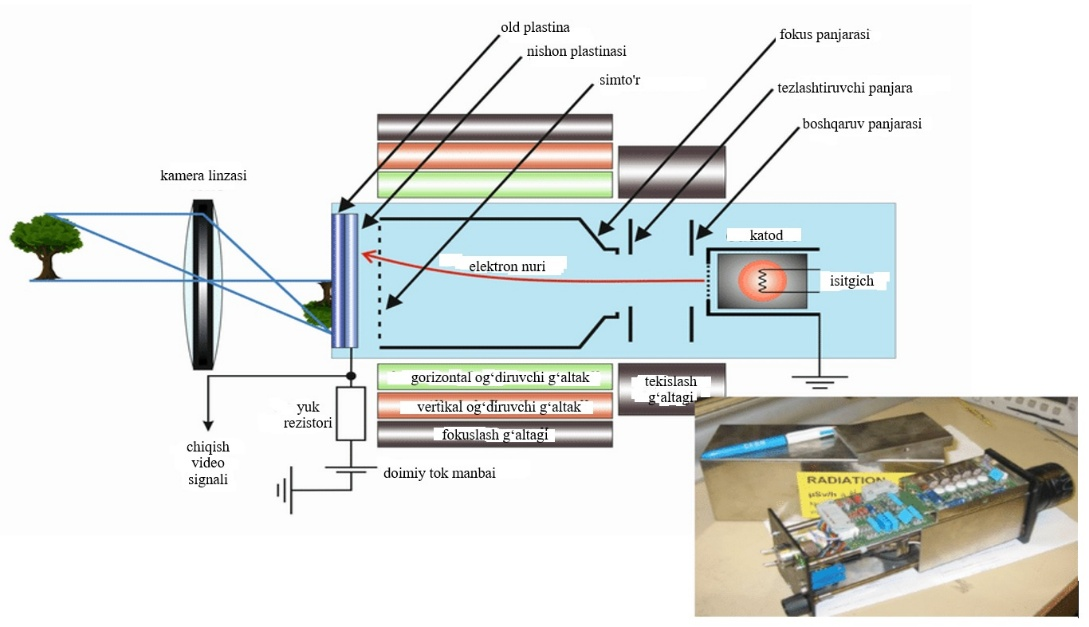 old plastina
nishon plastinasi
simto'r
fokus panjarasi
tezlashtiruvchi panjara
boshqaruv panjarasi
kamera linzasi
katod
elektron nuri
isitgich
gorizontal og‘diruvchi g‘altak
vertikal og‘diruvchi g‘altak
fokuslash g‘altagi
tekislash
g‘altagi
yuk
rezistori
chiqish
video
signali
doimiy tok manbai
RADIATION